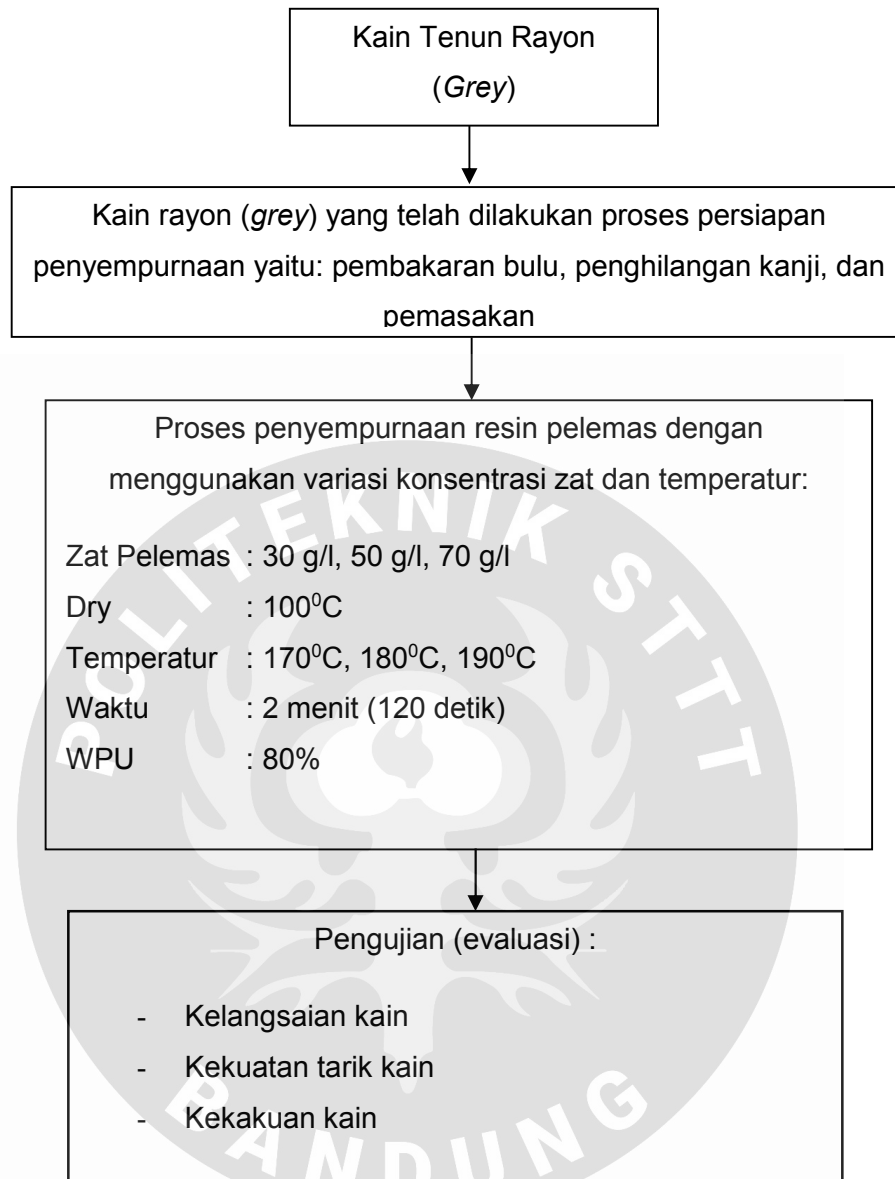 Kain Tenun Rayon
(Grey)
Kain rayon (grey) yang telah dilakukan proses persiapan
penyempurnaan yaitu: pembakaran bulu, penghilangan kanji, dan
pemasakan
Proses penyempurnaan resin pelemas dengan
menggunakan variasi konsentrasi zat dan temperatur:
Zat Pelemas : 30 g/l, 50 g/l, 70 g/l
Dry : 100⁰C
Temperatur : 170⁰C, 180⁰C, 190⁰C
Waktu : 2 menit (120 detik)
WPU : 80%
Pengujian (evaluasi) :
- Kelangsaian kain
- Kekuatan tarik kain
- Kekakuan kain
POLITEKNIK STTT
BANDUNG